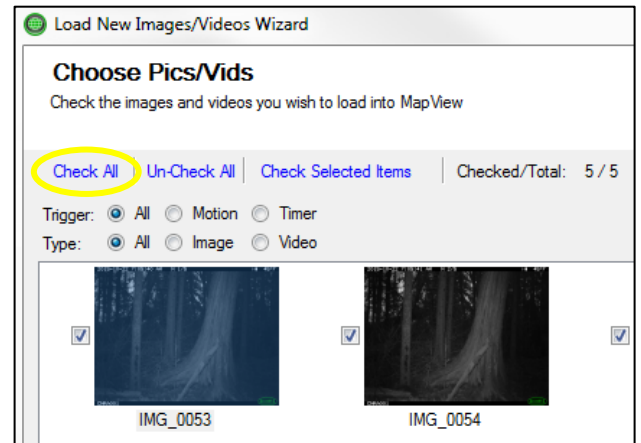 Load New Images/Videos Wizard
Choose Pics/Vids
Check the images and videos you wish to load into MapView
Check All Un-Check All Check Selected Items Checked/Total: 5 / 5
Trigger: All Motion Timer
Type: All Image Video
IMG_0053 IMG_0054